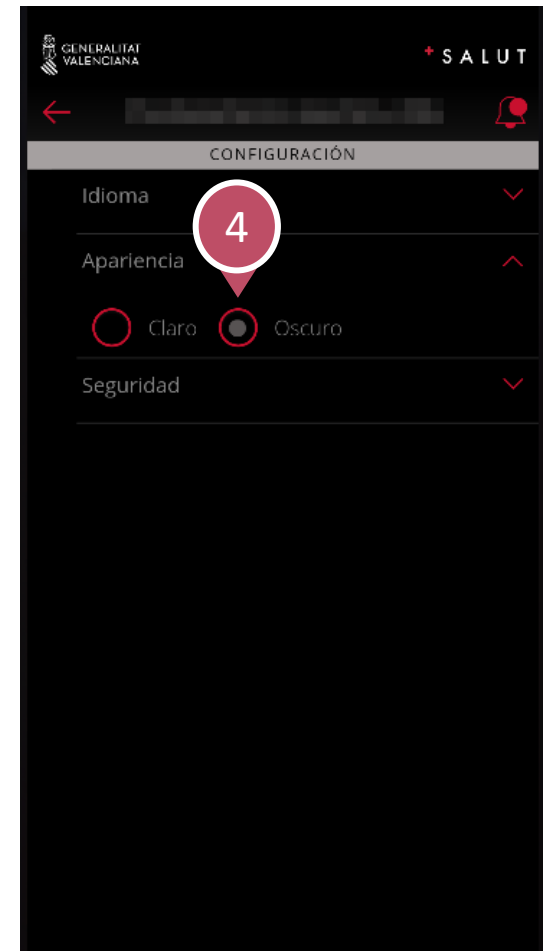 GENERALITAT
VALENCIANA
+SALUT
CONFIGURACIÓN
Idioma
4
Apariencia
Claro
Oscuro
Seguridad